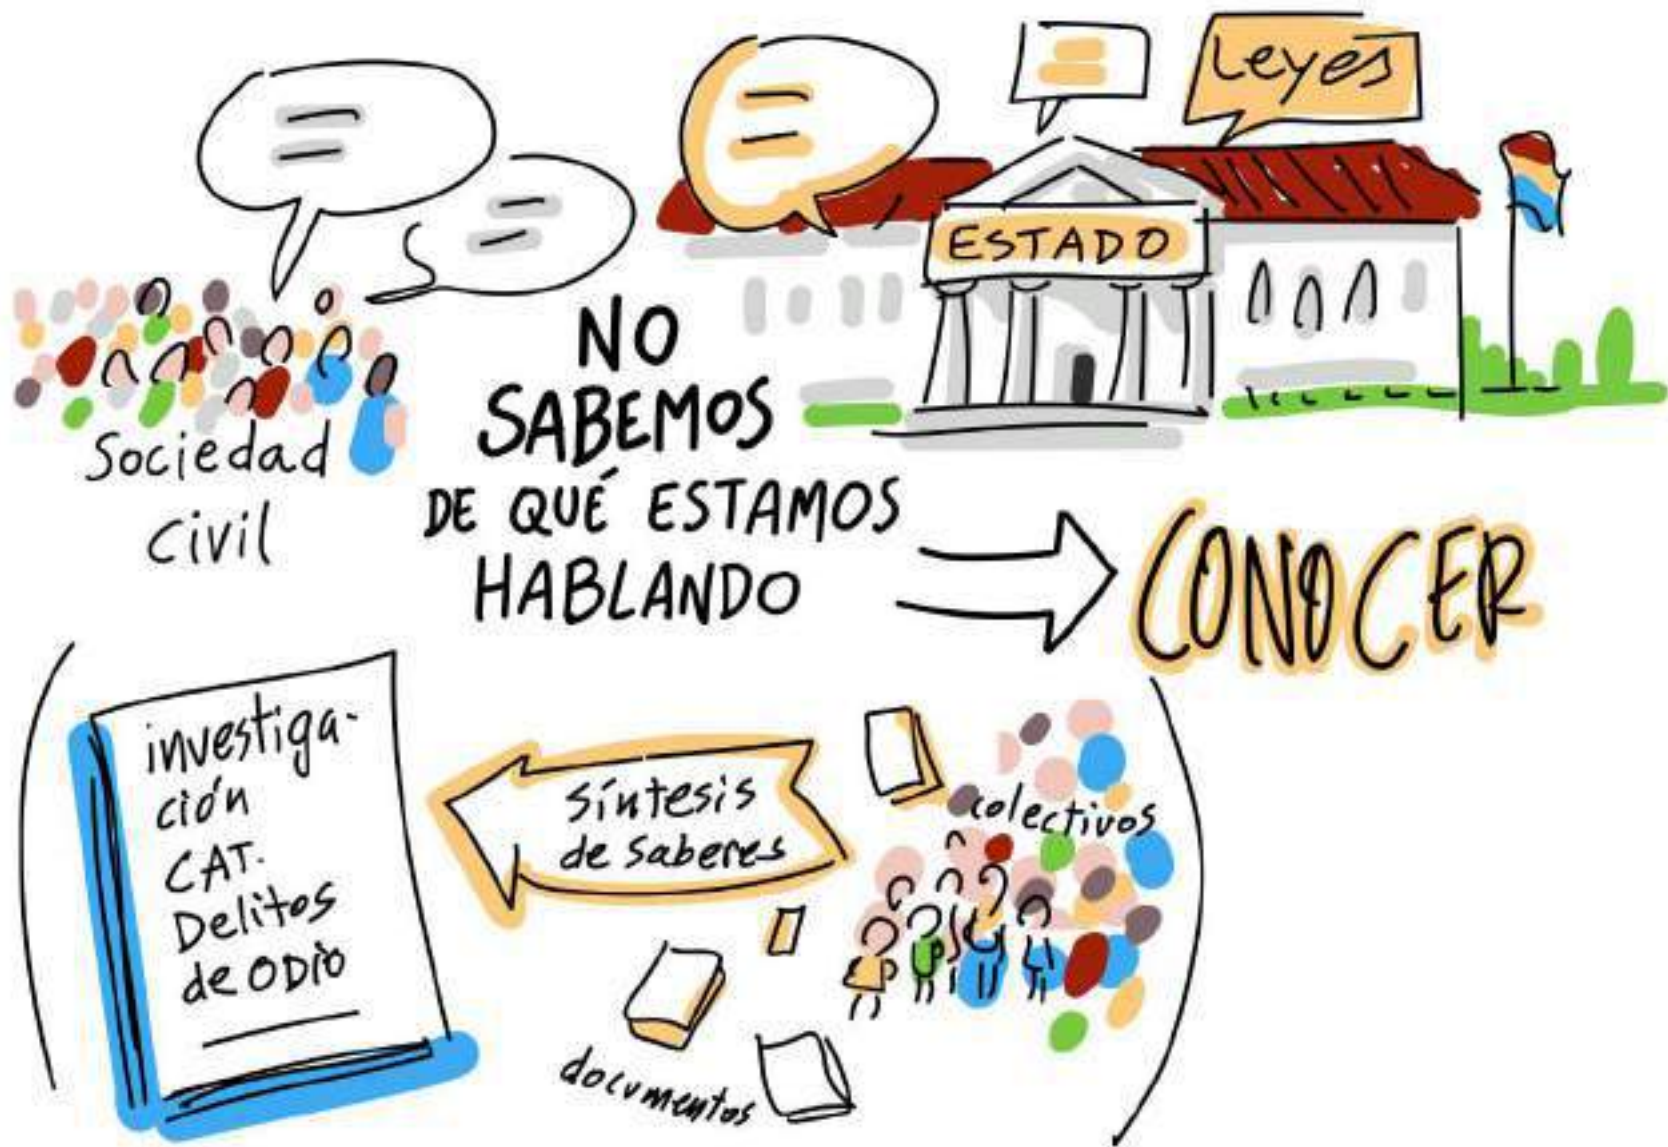 Leyes
ESTADO
Sociedad
civil
NO
SABEMOS
DE QUÉ ESTAMOS
HABLANDO
CONOCER
investiga-
ción
CAT.
Delitos
de ODIO
síntesis
de saberes
colectivos
documentos